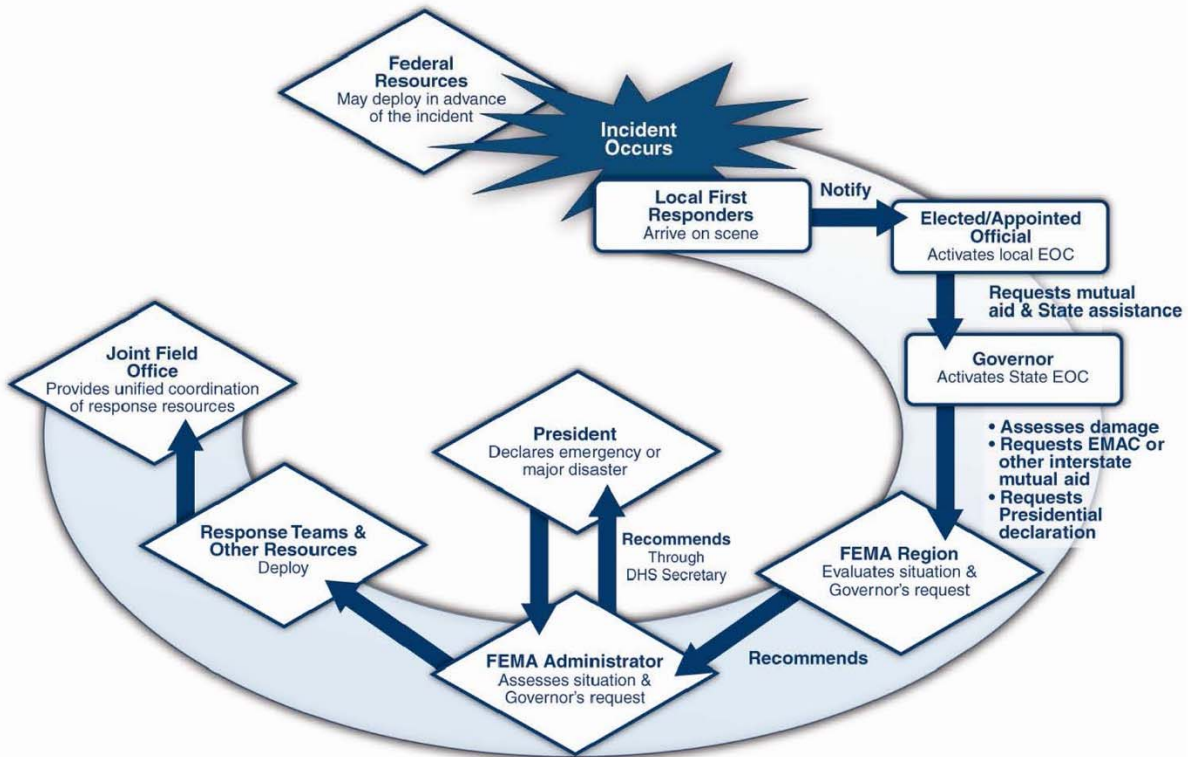 Federal
Resources
May deploy in advance
of the incident
Incident
Occurs
Local First
Responders
Arrive on scene
Notify
Elected/Appointed
Official
Activates local EOC
Requests mutual
aid & State assistance
Governor
Activates State EOC
• Assesses damage
• Requests EMAC or
other interstate
mutual aid
• Requests
Presidential
declaration
FEMA Region
Evaluates situation &
Governor's request
Recommends
FEMA Administrator
Assesses situation &
Governor's request
Recommends
Through
DHS Secretary
President
Declares emergency or
major disaster
Response Teams &
Other Resources
Deploy
Joint Field
Office
Provides unified coordination
of response resources